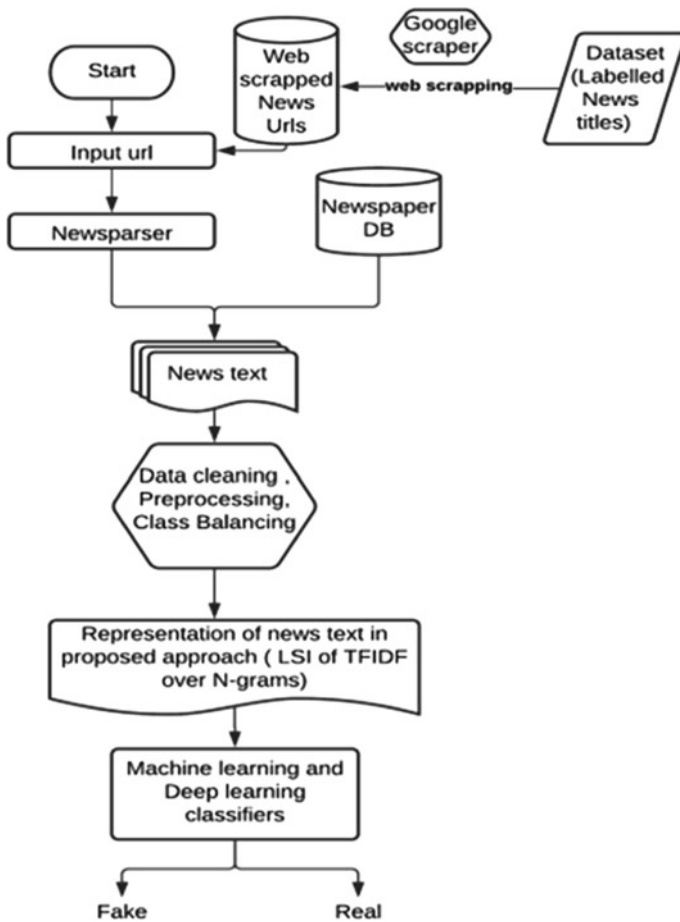 Start
Web
scrapped
News
Urls
Google
scraper
web scrapping
Dataset
(Labelled
News
titles)
Input url
Newsparser
Newspaper
DB
News text
Data cleaning ,
Preprocessing,
Class Balancing
Representation of news text in
proposed approach ( LSI of TFIDF
over N-grams)
Machine learning and
Deep learning
classifiers
Fake
Real